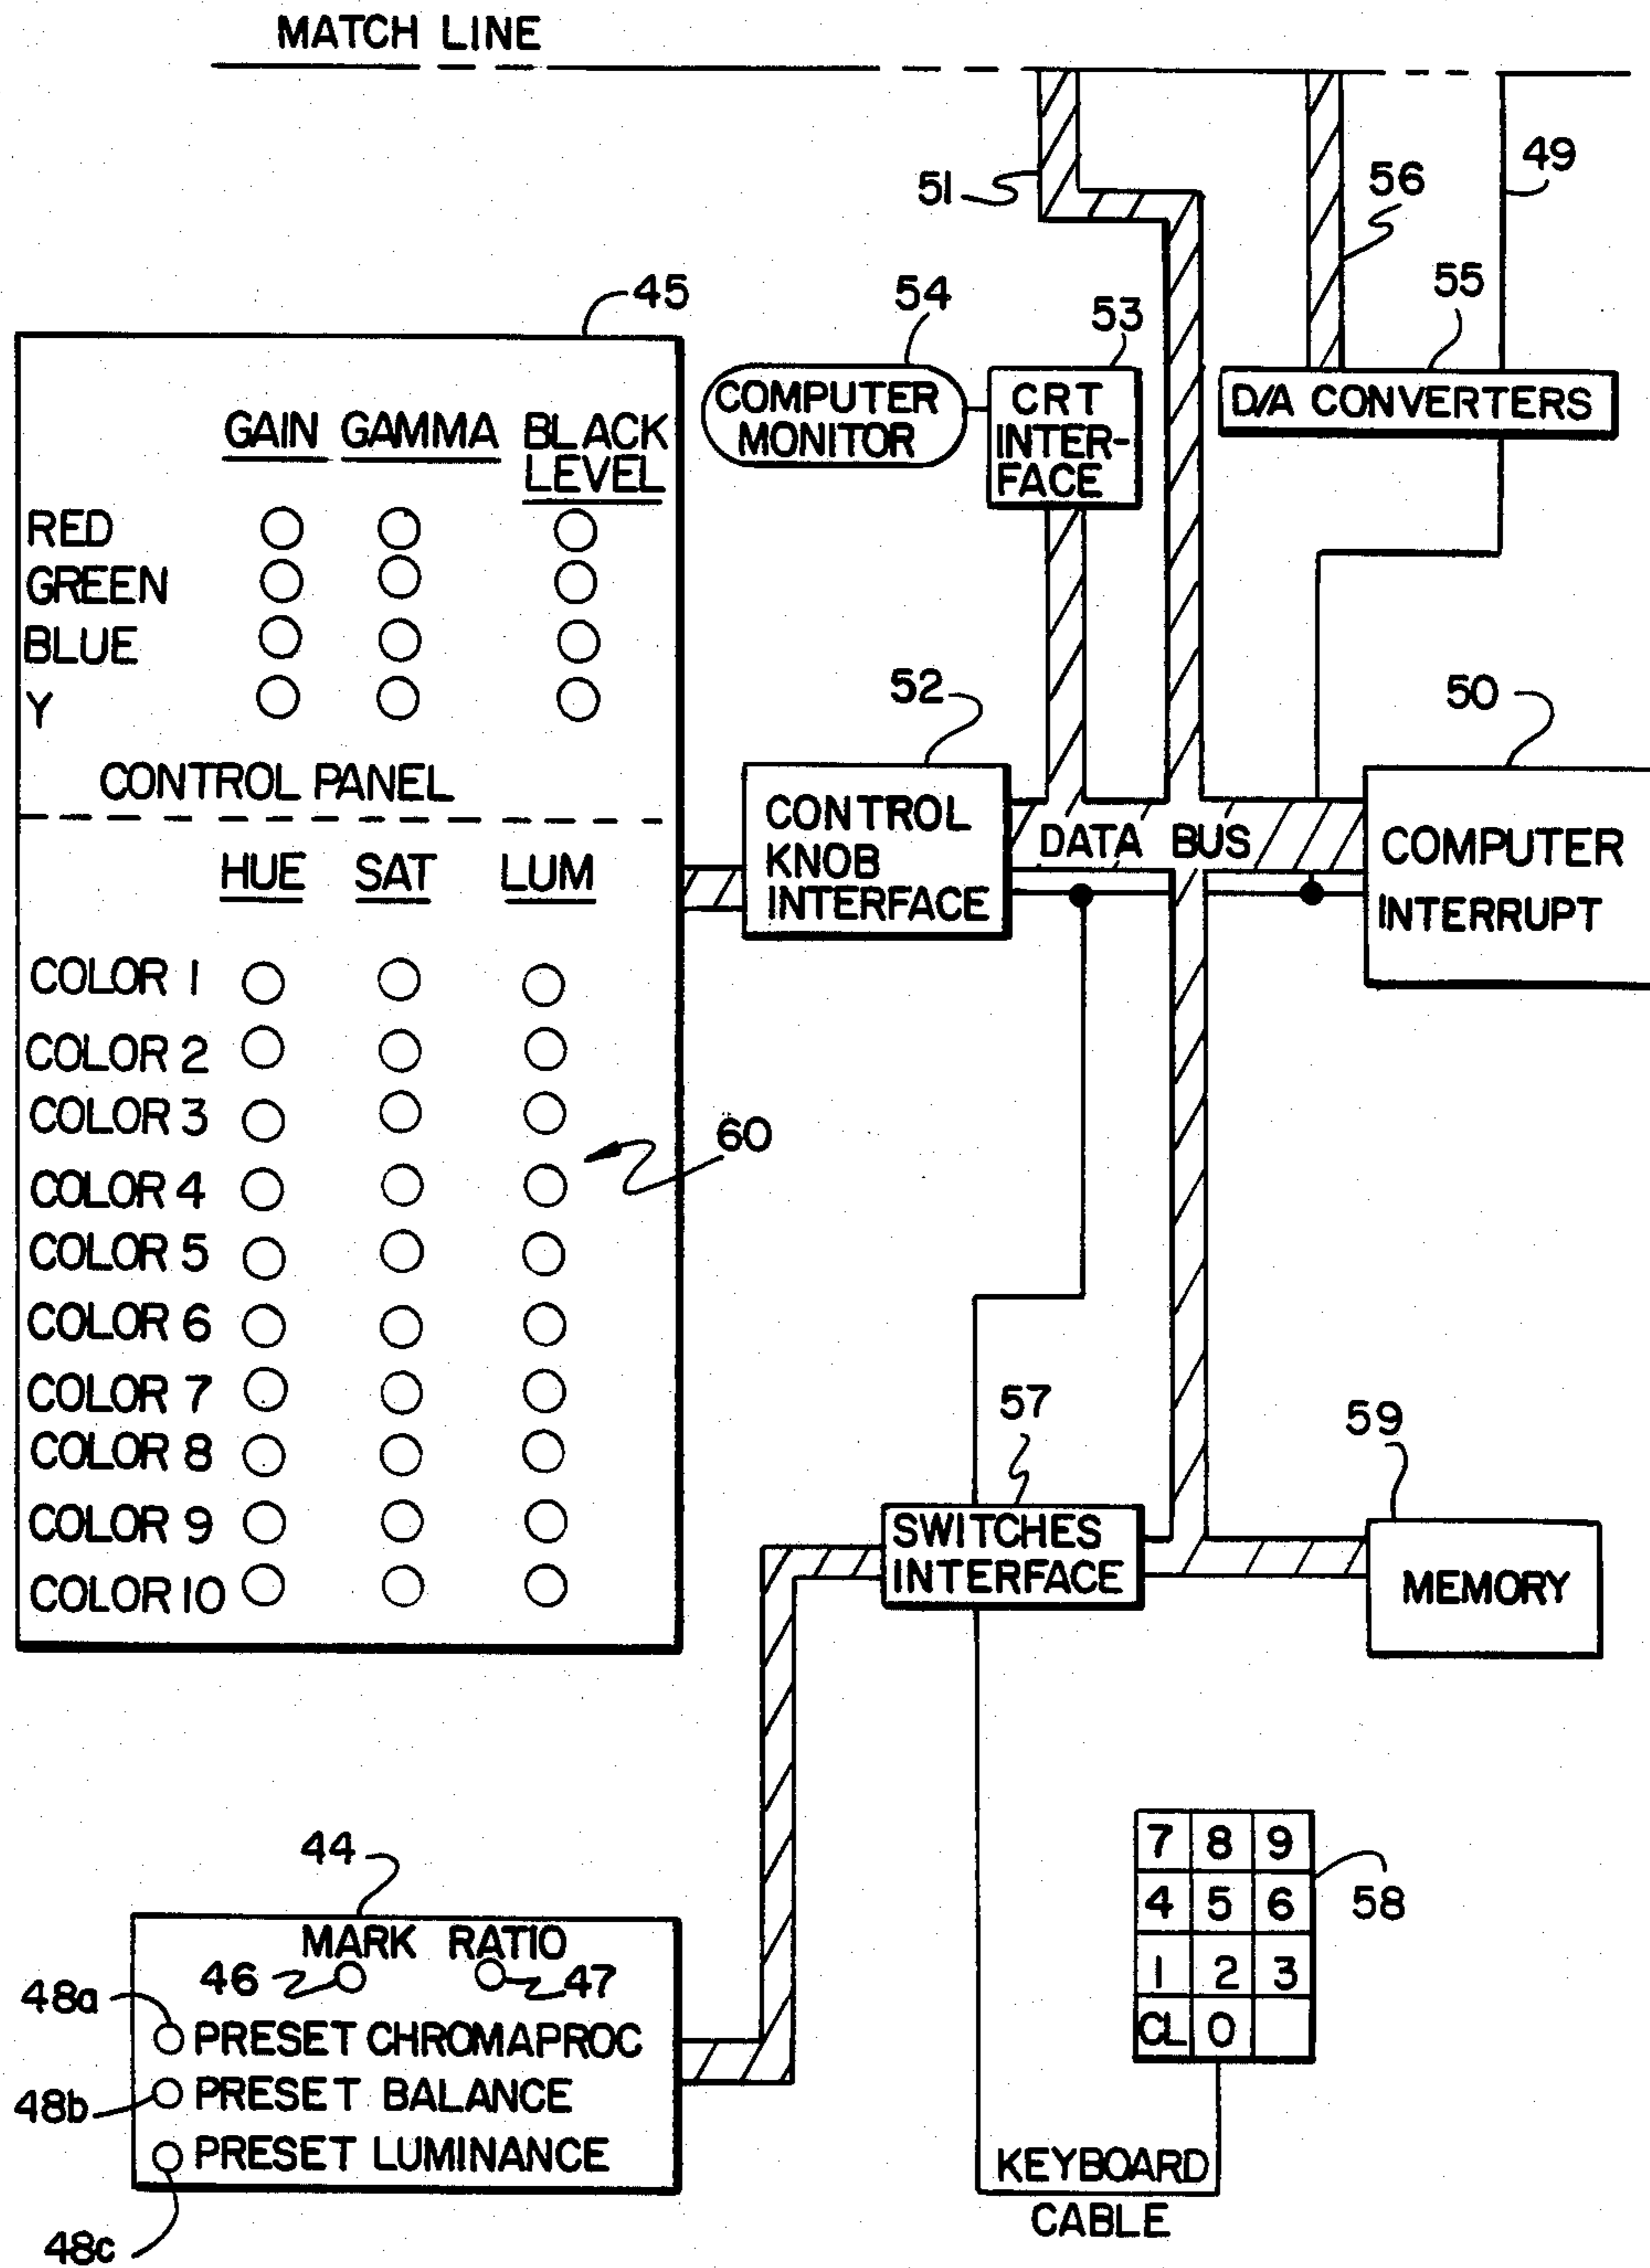 MATCH LINE
51
56
49
45
54
53
55
COMPUTER
MONITOR
CRT
INTER-
FACE
D/A CONVERTERS
GAIN GAMMA BLACK
LEVEL
RED
GREEN
BLUE
Y
CONTROL PANEL
52
50
CONTROL
KNOB
INTERFACE
DATA BUS
COMPUTER
INTERRUPT
HUE SAT LUM
COLOR 1
COLOR 2
COLOR 3
COLOR 4
COLOR 5
COLOR 6
COLOR 7
COLOR 8
COLOR 9
COLOR 10
60
57
59
SWITCHES
INTERFACE
MEMORY
44
MARK RATIO
46
47
48a
PRESET CHROMAPROC
48b
PRESET BALANCE
PRESET LUMINANCE
48c
7 8 9
4 5 6
1 2 3
CL 0
58
KEYBOARD
CABLE